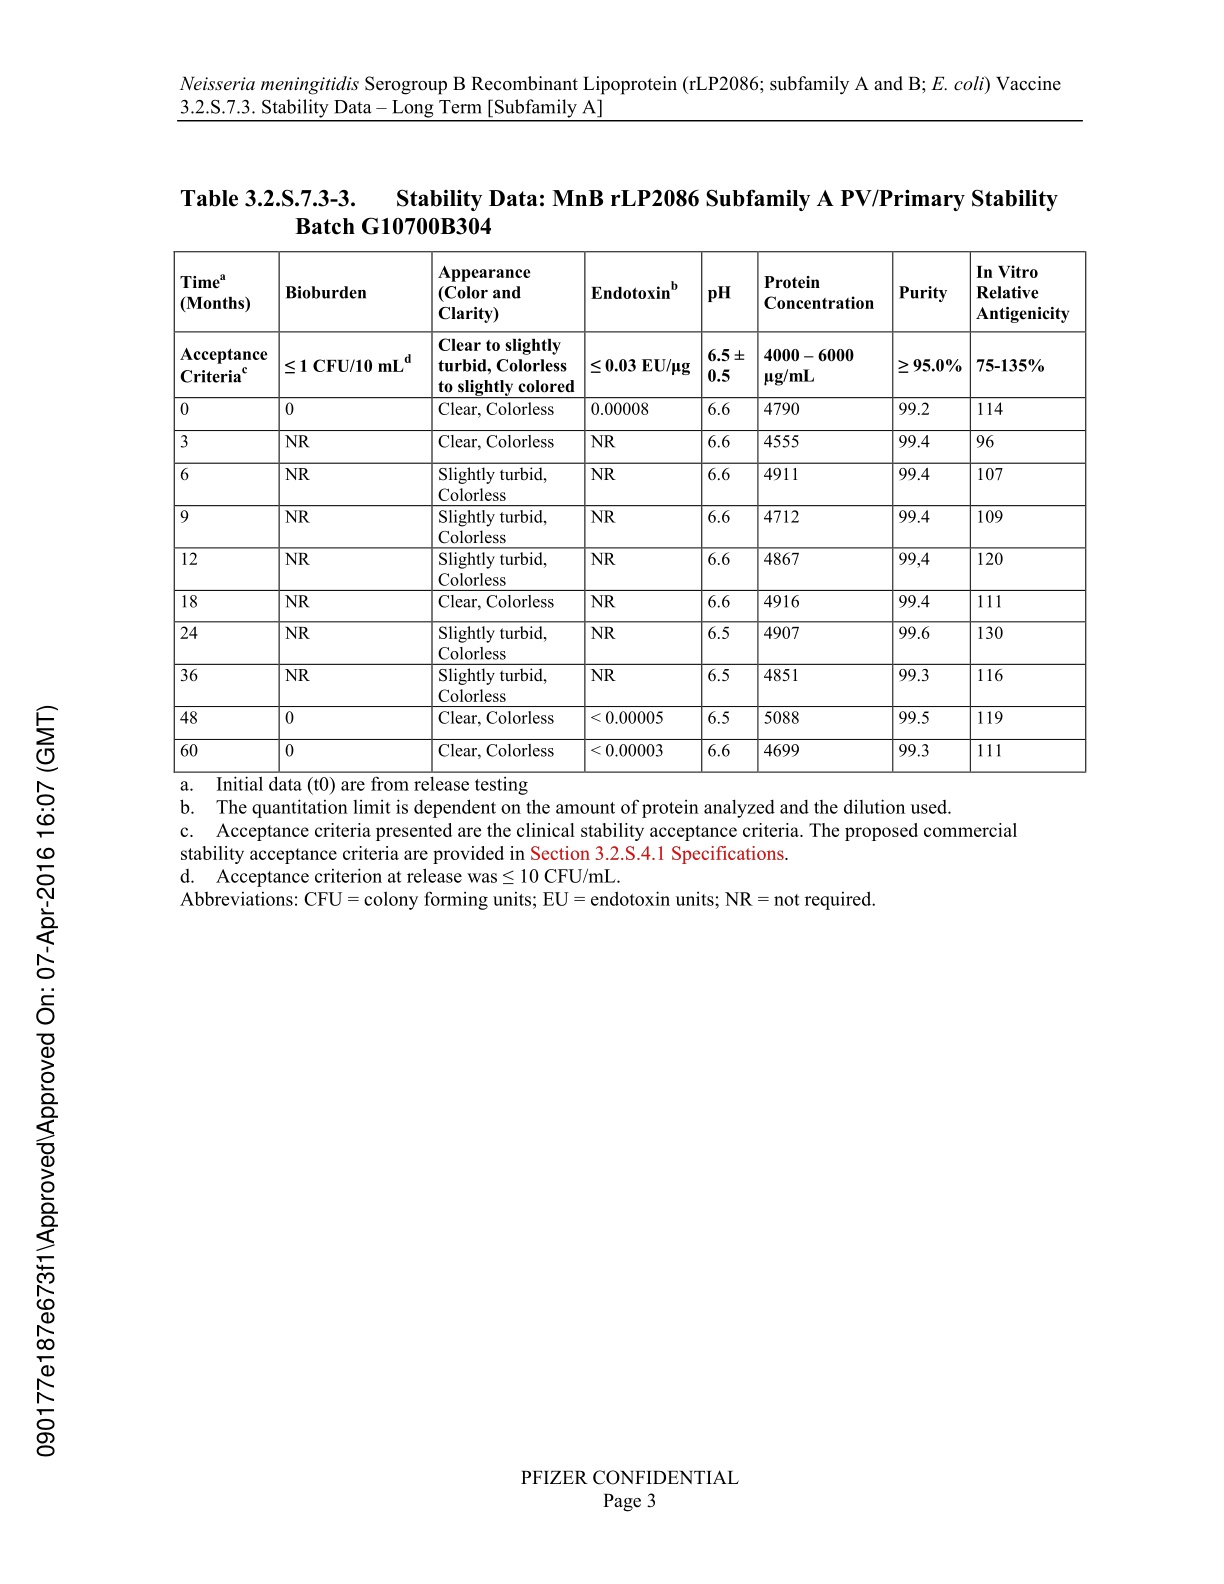 Neisseria meningitidis Serogroup B Recombinant Lipoprotein (rLP2086; subfamily A and B; E. coli) Vaccine
3.2.S.7.3. Stability Data – Long Term [Subfamily A]
Table 3.2.S.7.3-3. Stability Data: MnB rLP2086 Subfamily A PV/Primary Stability
Batch G10700B304
Timeᵃ (Months) Bioburden Appearance (Color and Clarity) Endotoxinᵇ pH Protein Concentration Purity In Vitro Relative Antigenicity
Acceptance Criteriaᶜ ≤ 1 CFU/10 mLᵈ Clear to slightly turbid, Colorless to slightly colored ≤ 0.03 EU/µg 6.5 ± 0.5 4000 – 6000 µg/mL ≥ 95.0% 75-135%
0 0 Clear, Colorless 0.00008 6.6 4790 99.2 114
3 NR Clear, Colorless NR 6.6 4555 99.4 96
6 NR Slightly turbid, Colorless NR 6.6 4911 99.4 107
9 NR Slightly turbid, Colorless NR 6.6 4712 99.4 109
12 NR Slightly turbid, Colorless NR 6.6 4867 99,4 120
18 NR Clear, Colorless NR 6.6 4916 99.4 111
24 NR Slightly turbid, Colorless NR 6.5 4907 99.6 130
36 NR Slightly turbid, Colorless NR 6.5 4851 99.3 116
48 0 Clear, Colorless < 0.00005 6.5 5088 99.5 119
60 0 Clear, Colorless < 0.00003 6.6 4699 99.3 111
a. Initial data (t0) are from release testing
b. The quantitation limit is dependent on the amount of protein analyzed and the dilution used.
c. Acceptance criteria presented are the clinical stability acceptance criteria. The proposed commercial
stability acceptance criteria are provided in Section 3.2.S.4.1 Specifications.
d. Acceptance criterion at release was ≤ 10 CFU/mL.
Abbreviations: CFU = colony forming units; EU = endotoxin units; NR = not required.
090177e187e673f1\Approved\Approved On: 07-Apr-2016 16:07 (GMT)
PFIZER CONFIDENTIAL
Page 3